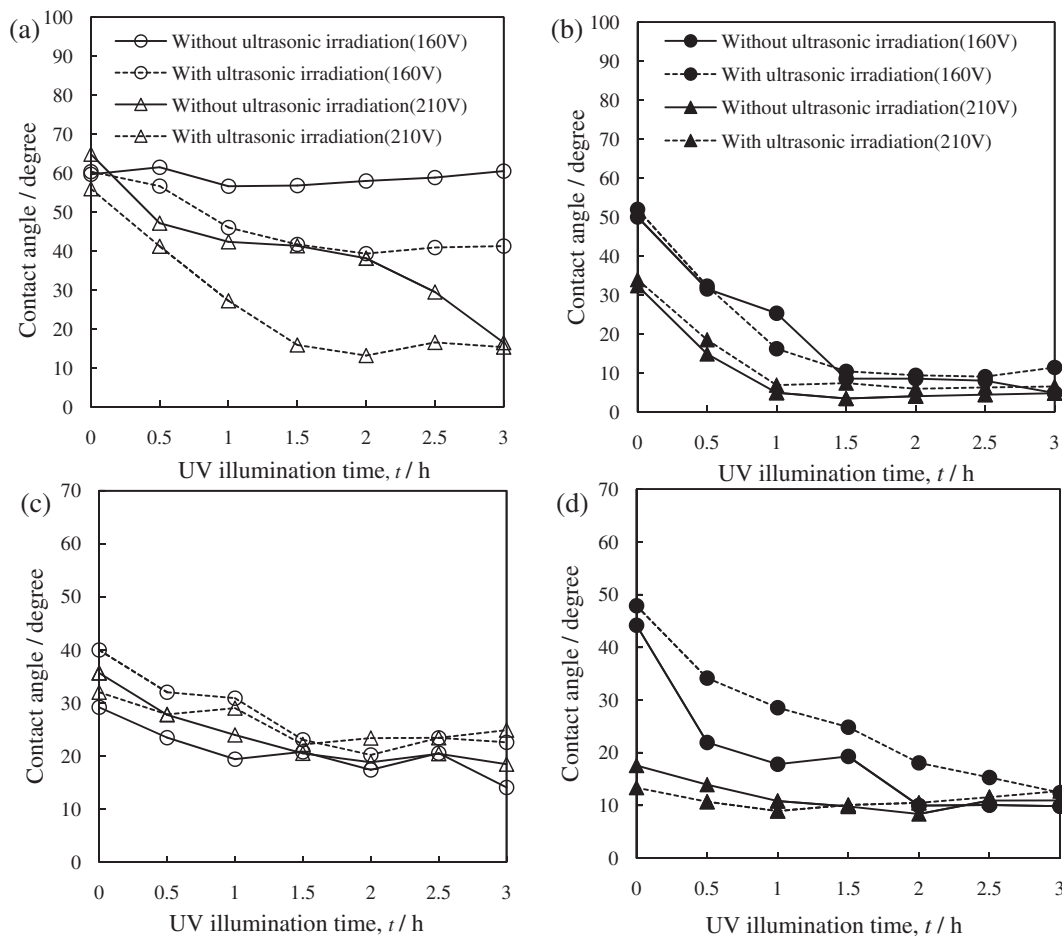 (a)
100
90
80
70
60
50
40
30
20
10
0
Contact angle / degree
Without ultrasonic irradiation(160V)
With ultrasonic irradiation(160V)
Without ultrasonic irradiation(210V)
With ultrasonic irradiation(210V)
0 0.5 1 1.5 2 2.5 3
UV illumination time, t / h
(b)
100
90
80
70
60
50
40
30
20
10
0
Contact angle / degree
Without ultrasonic irradiation(160V)
With ultrasonic irradiation(160V)
Without ultrasonic irradiation(210V)
With ultrasonic irradiation(210V)
0 0.5 1 1.5 2 2.5 3
UV illumination time, t / h
(c)
70
60
50
40
30
20
10
0
Contact angle / degree
0 0.5 1 1.5 2 2.5 3
UV illumination time, t / h
(d)
70
60
50
40
30
20
10
0
Contact angle / degree
0 0.5 1 1.5 2 2.5 3
UV illumination time, t / h